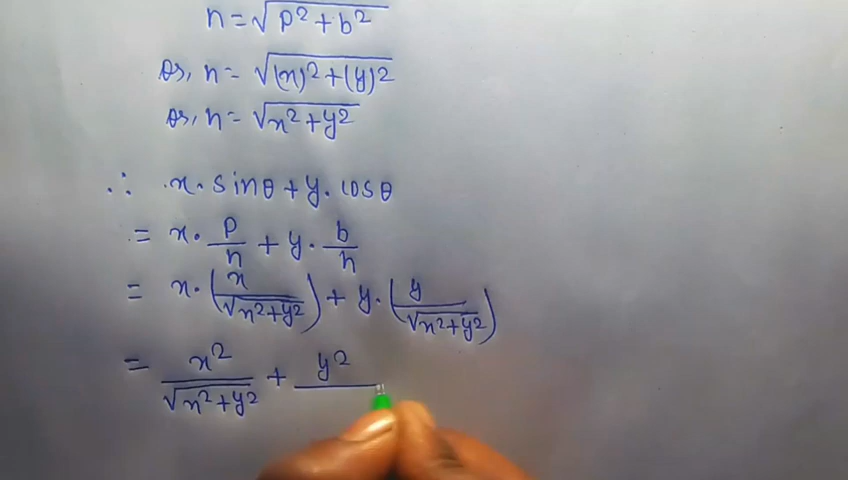 h = √(p² + b²)
or, h = √((x)² + (y)²)
or, h = √(x² + y²)
∴ x · sinθ + y · cosθ
= x · p/h + y · b/h
= x · (x/√(x² + y²)) + y · (y/√(x² + y²))
= x²/√(x² + y²) + y²/